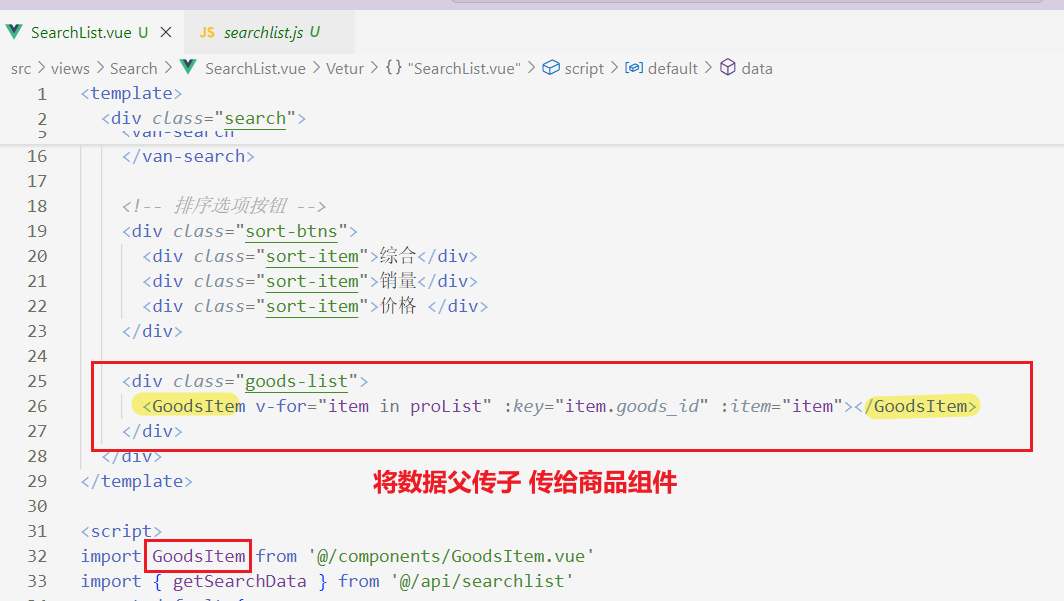 SearchList.vue U ×
JS searchlist.js U
src > views > Search > SearchList.vue > Vetur > {} "SearchList.vue" > script > default > data
1 <template>
2 <div class="search">
5 <van-search
16 </van-search>
17
18 <!-- 排序选项按钮 -->
19 <div class="sort-btns">
20 <div class="sort-item">综合</div>
21 <div class="sort-item">销量</div>
22 <div class="sort-item">价格 </div>
23 </div>
24
25 <div class="goods-list">
26 <GoodsItem v-for="item in proList" :key="item.goods_id" :item="item"></GoodsItem>
27 </div>
28 </div>
将数据父传子 传给商品组件
29 </template>
30
31 <script>
32 import GoodsItem from '@/components/GoodsItem.vue'
33 import { getSearchData } from '@/api/searchlist'